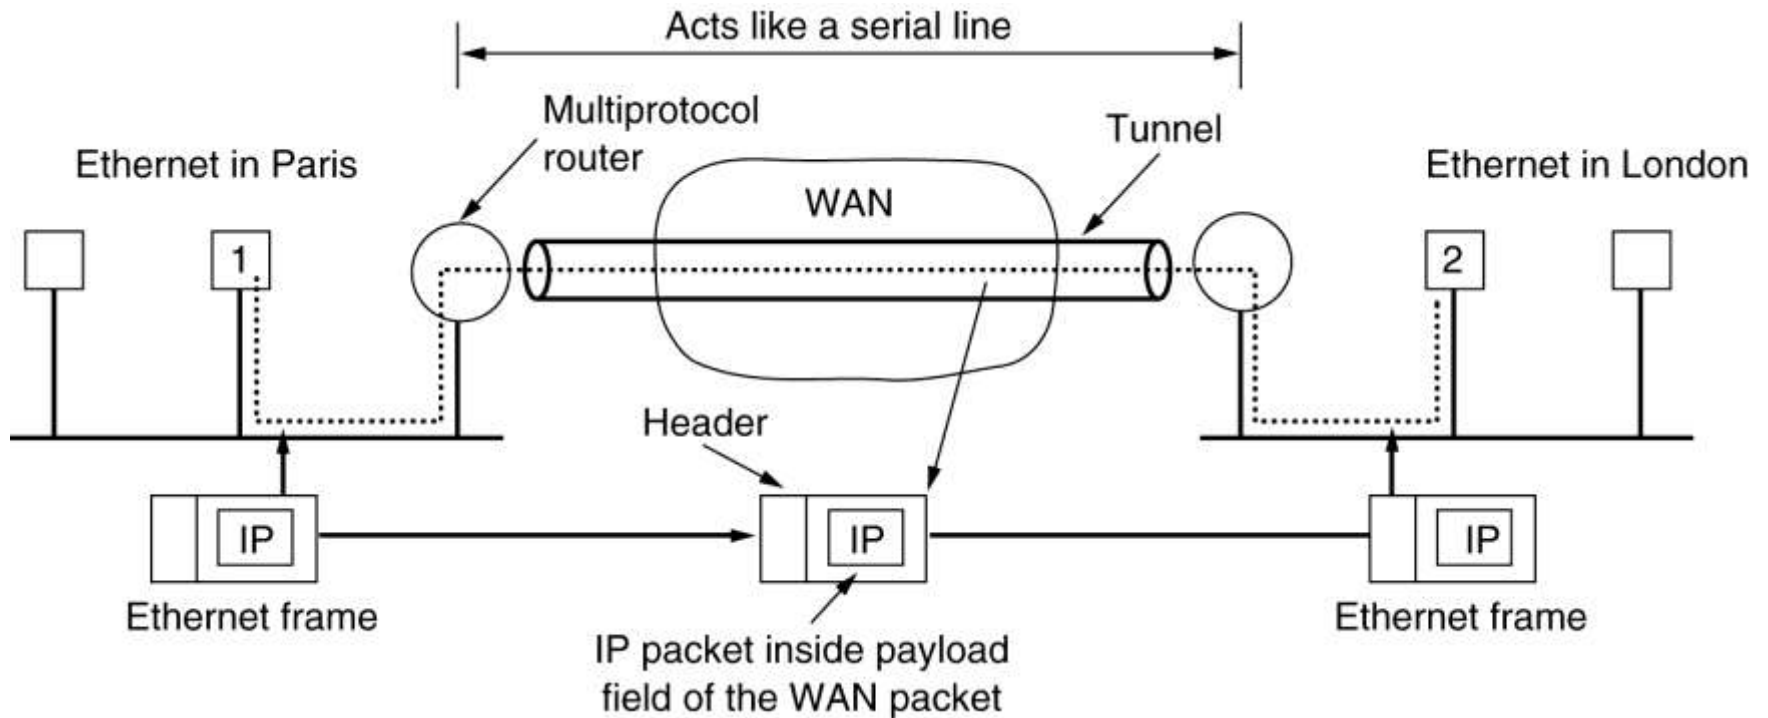 Acts like a serial line
Multiprotocol
router
Tunnel
Ethernet in Paris
Ethernet in London
WAN
1
2
Header
IP
IP
IP
Ethernet frame
Ethernet frame
IP packet inside payload
field of the WAN packet